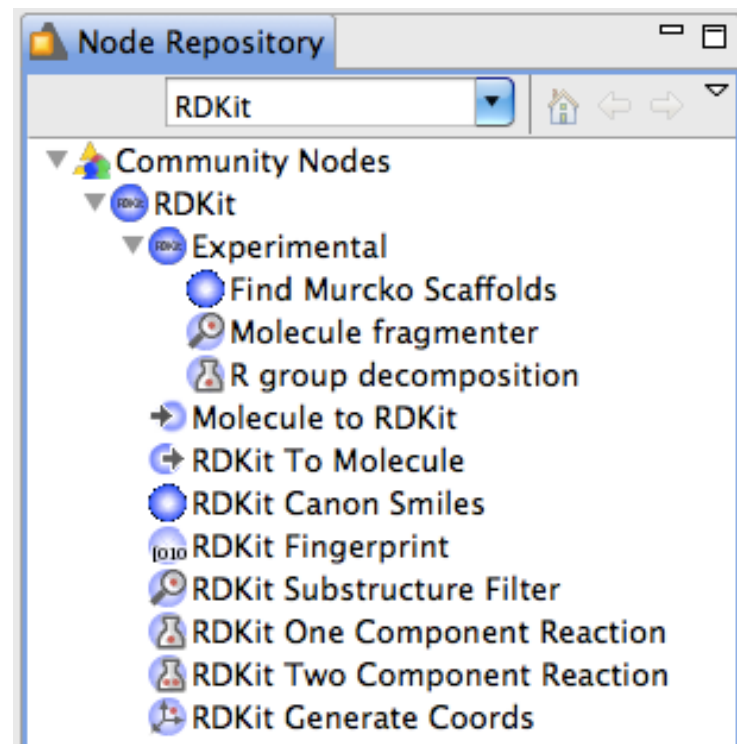 Node Repository
RDKit
Community Nodes
RDKit
Experimental
Find Murcko Scaffolds
Molecule fragmenter
R group decomposition
Molecule to RDKit
RDKit To Molecule
RDKit Canon Smiles
[010 RDKit Fingerprint
RDKit Substructure Filter
RDKit One Component Reaction
RDKit Two Component Reaction
RDKit Generate Coords